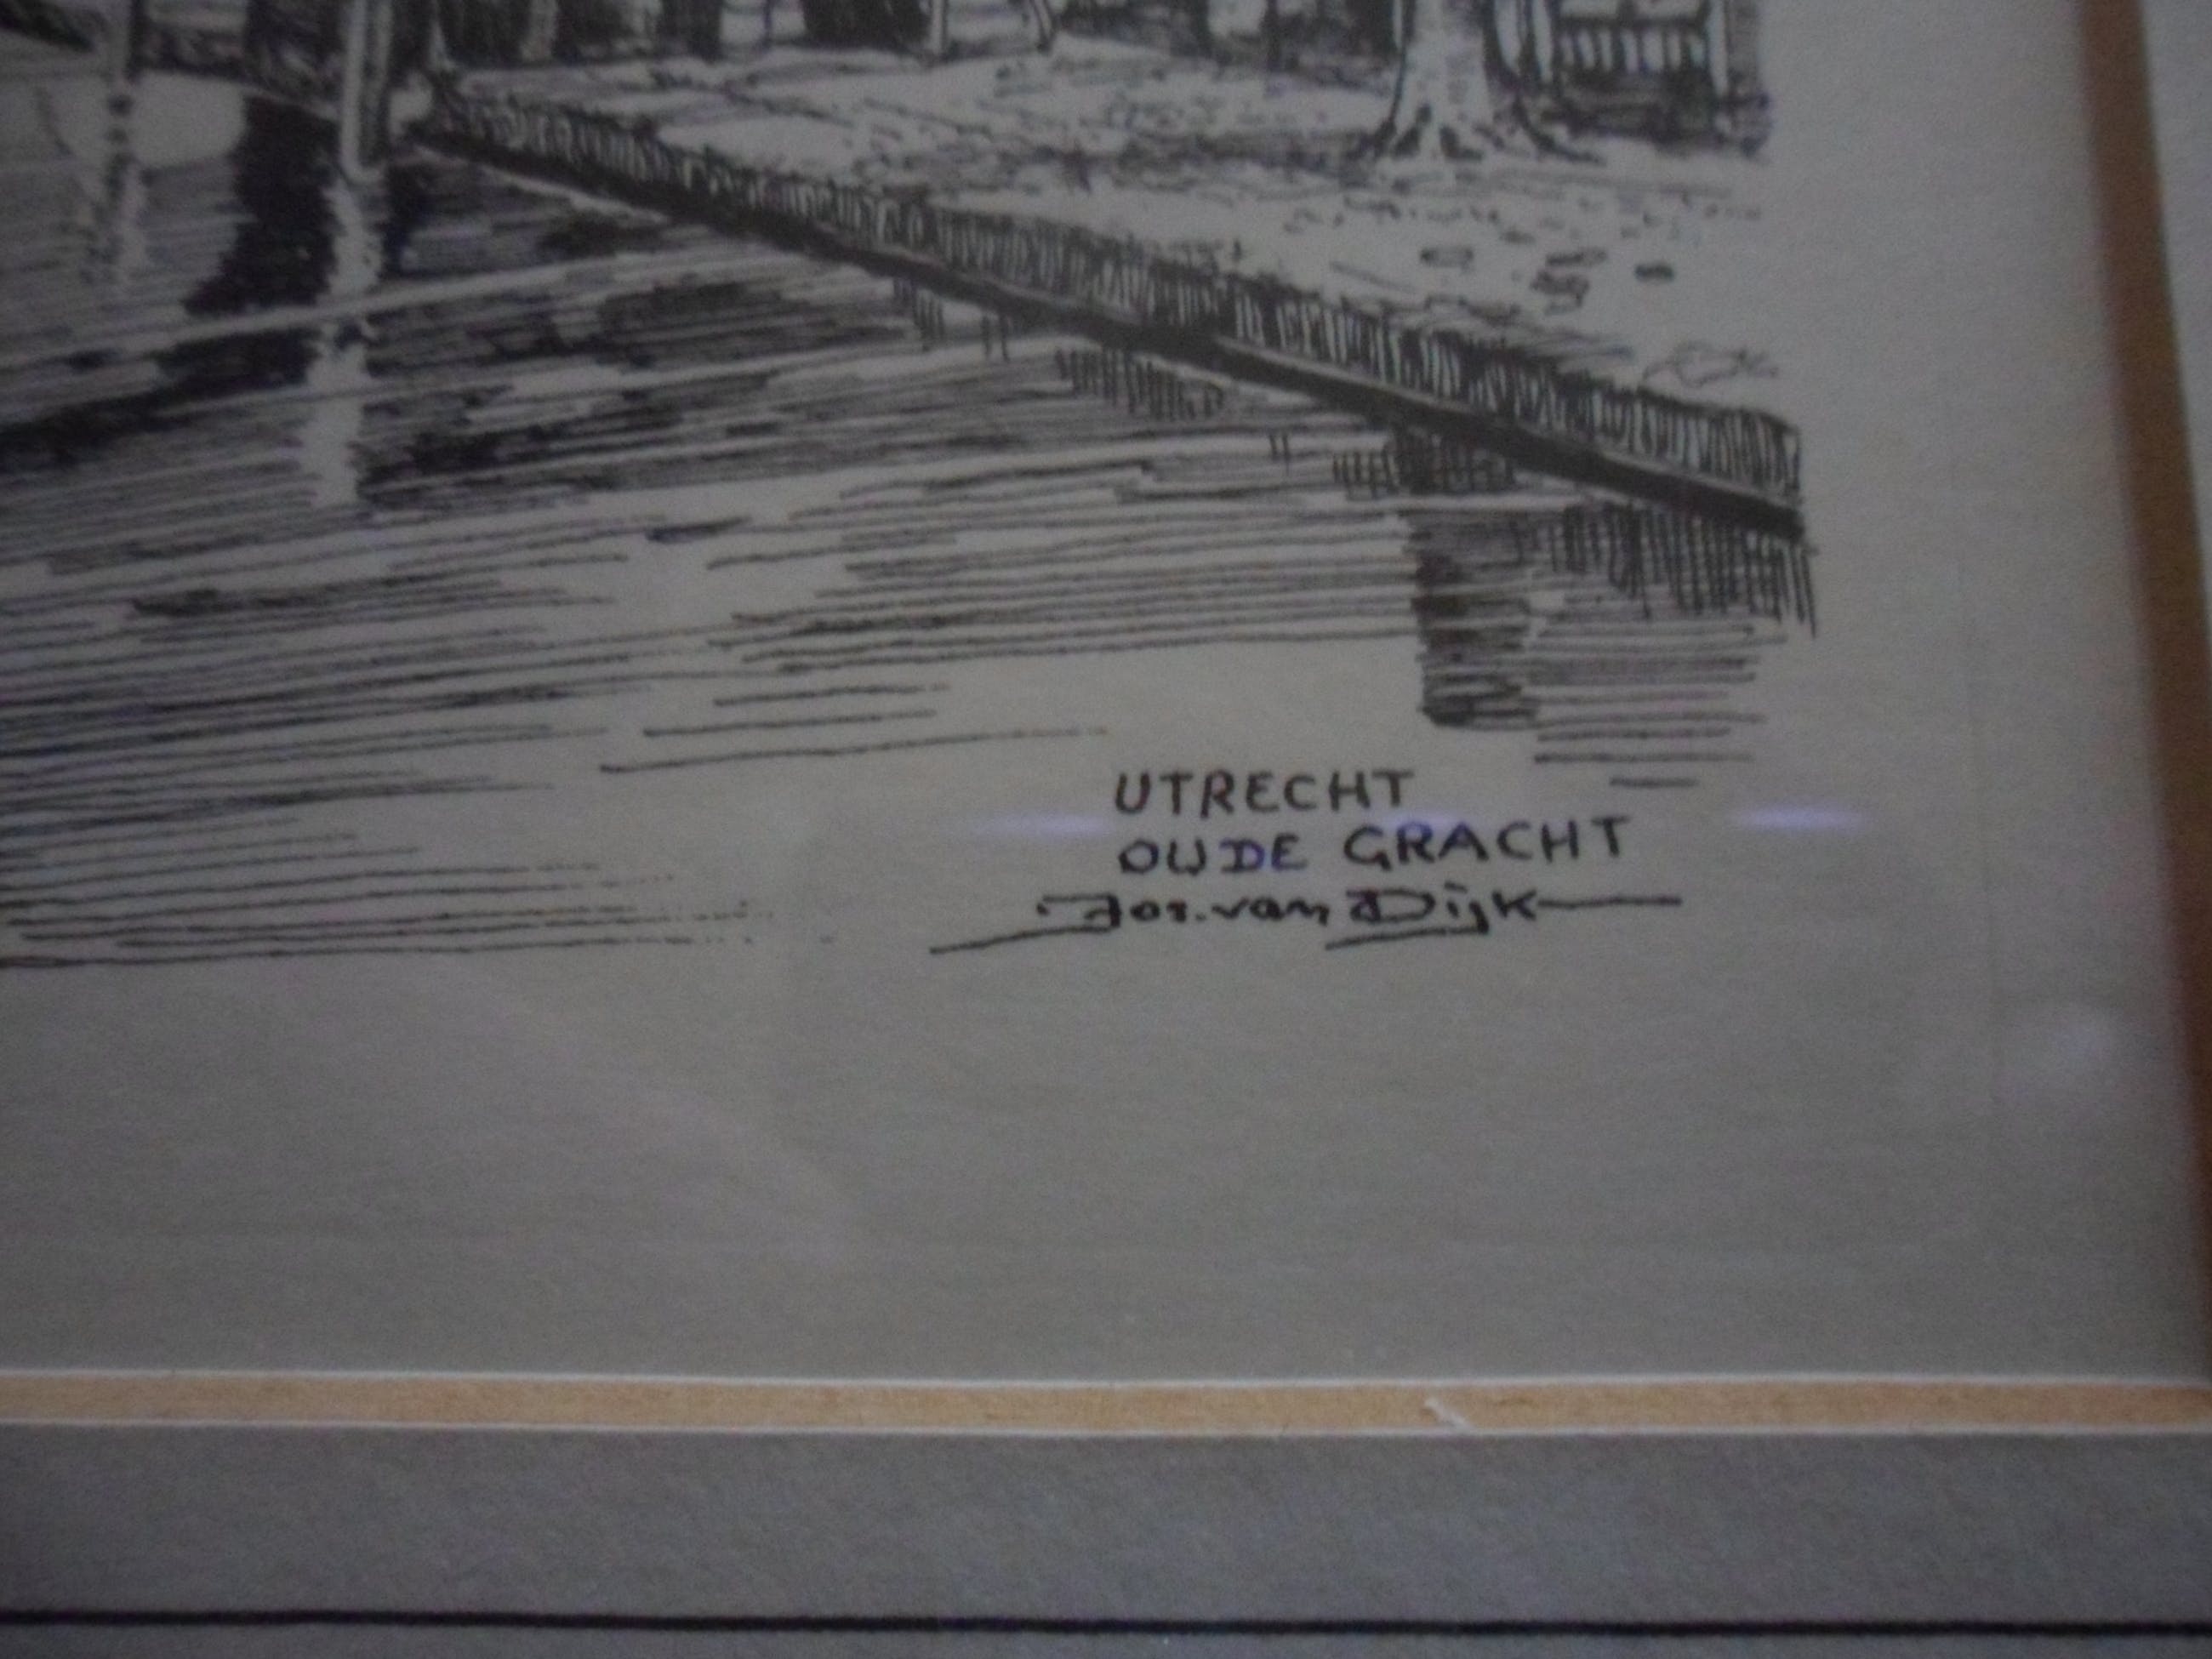 UTRECHT
OUDE GRACHT
Jos. van Dijk